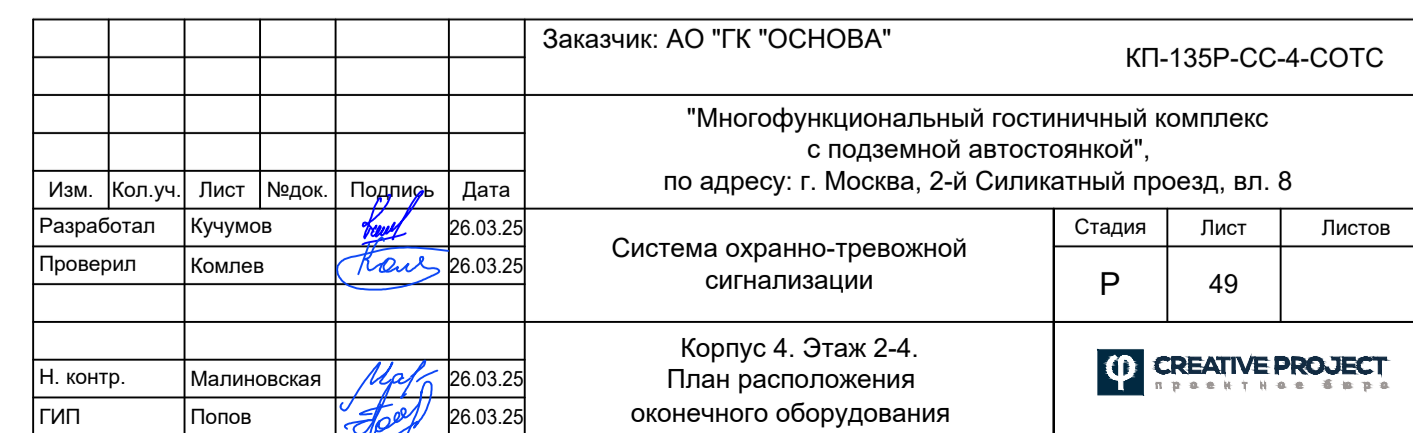 Заказчик: АО "ГК "ОСНОВА"
КП-135Р-СС-4-СОТС
"Многофункциональный гостиничный комплекс
с подземной автостоянкой",
по адресу: г. Москва, 2-й Силикатный проезд, вл. 8
Изм. Кол.уч. Лист №док. Подпись Дата
Разработал Кучумов 26.03.25
Проверил Комлев 26.03.25
Система охранно-тревожной
сигнализации
Стадия Лист Листов
Р 49
Н. контр. Малиновская 26.03.25
ГИП Попов 26.03.25
Корпус 4. Этаж 2-4.
План расположения
оконечного оборудования
CREATIVE PROJECT
проектное бюро